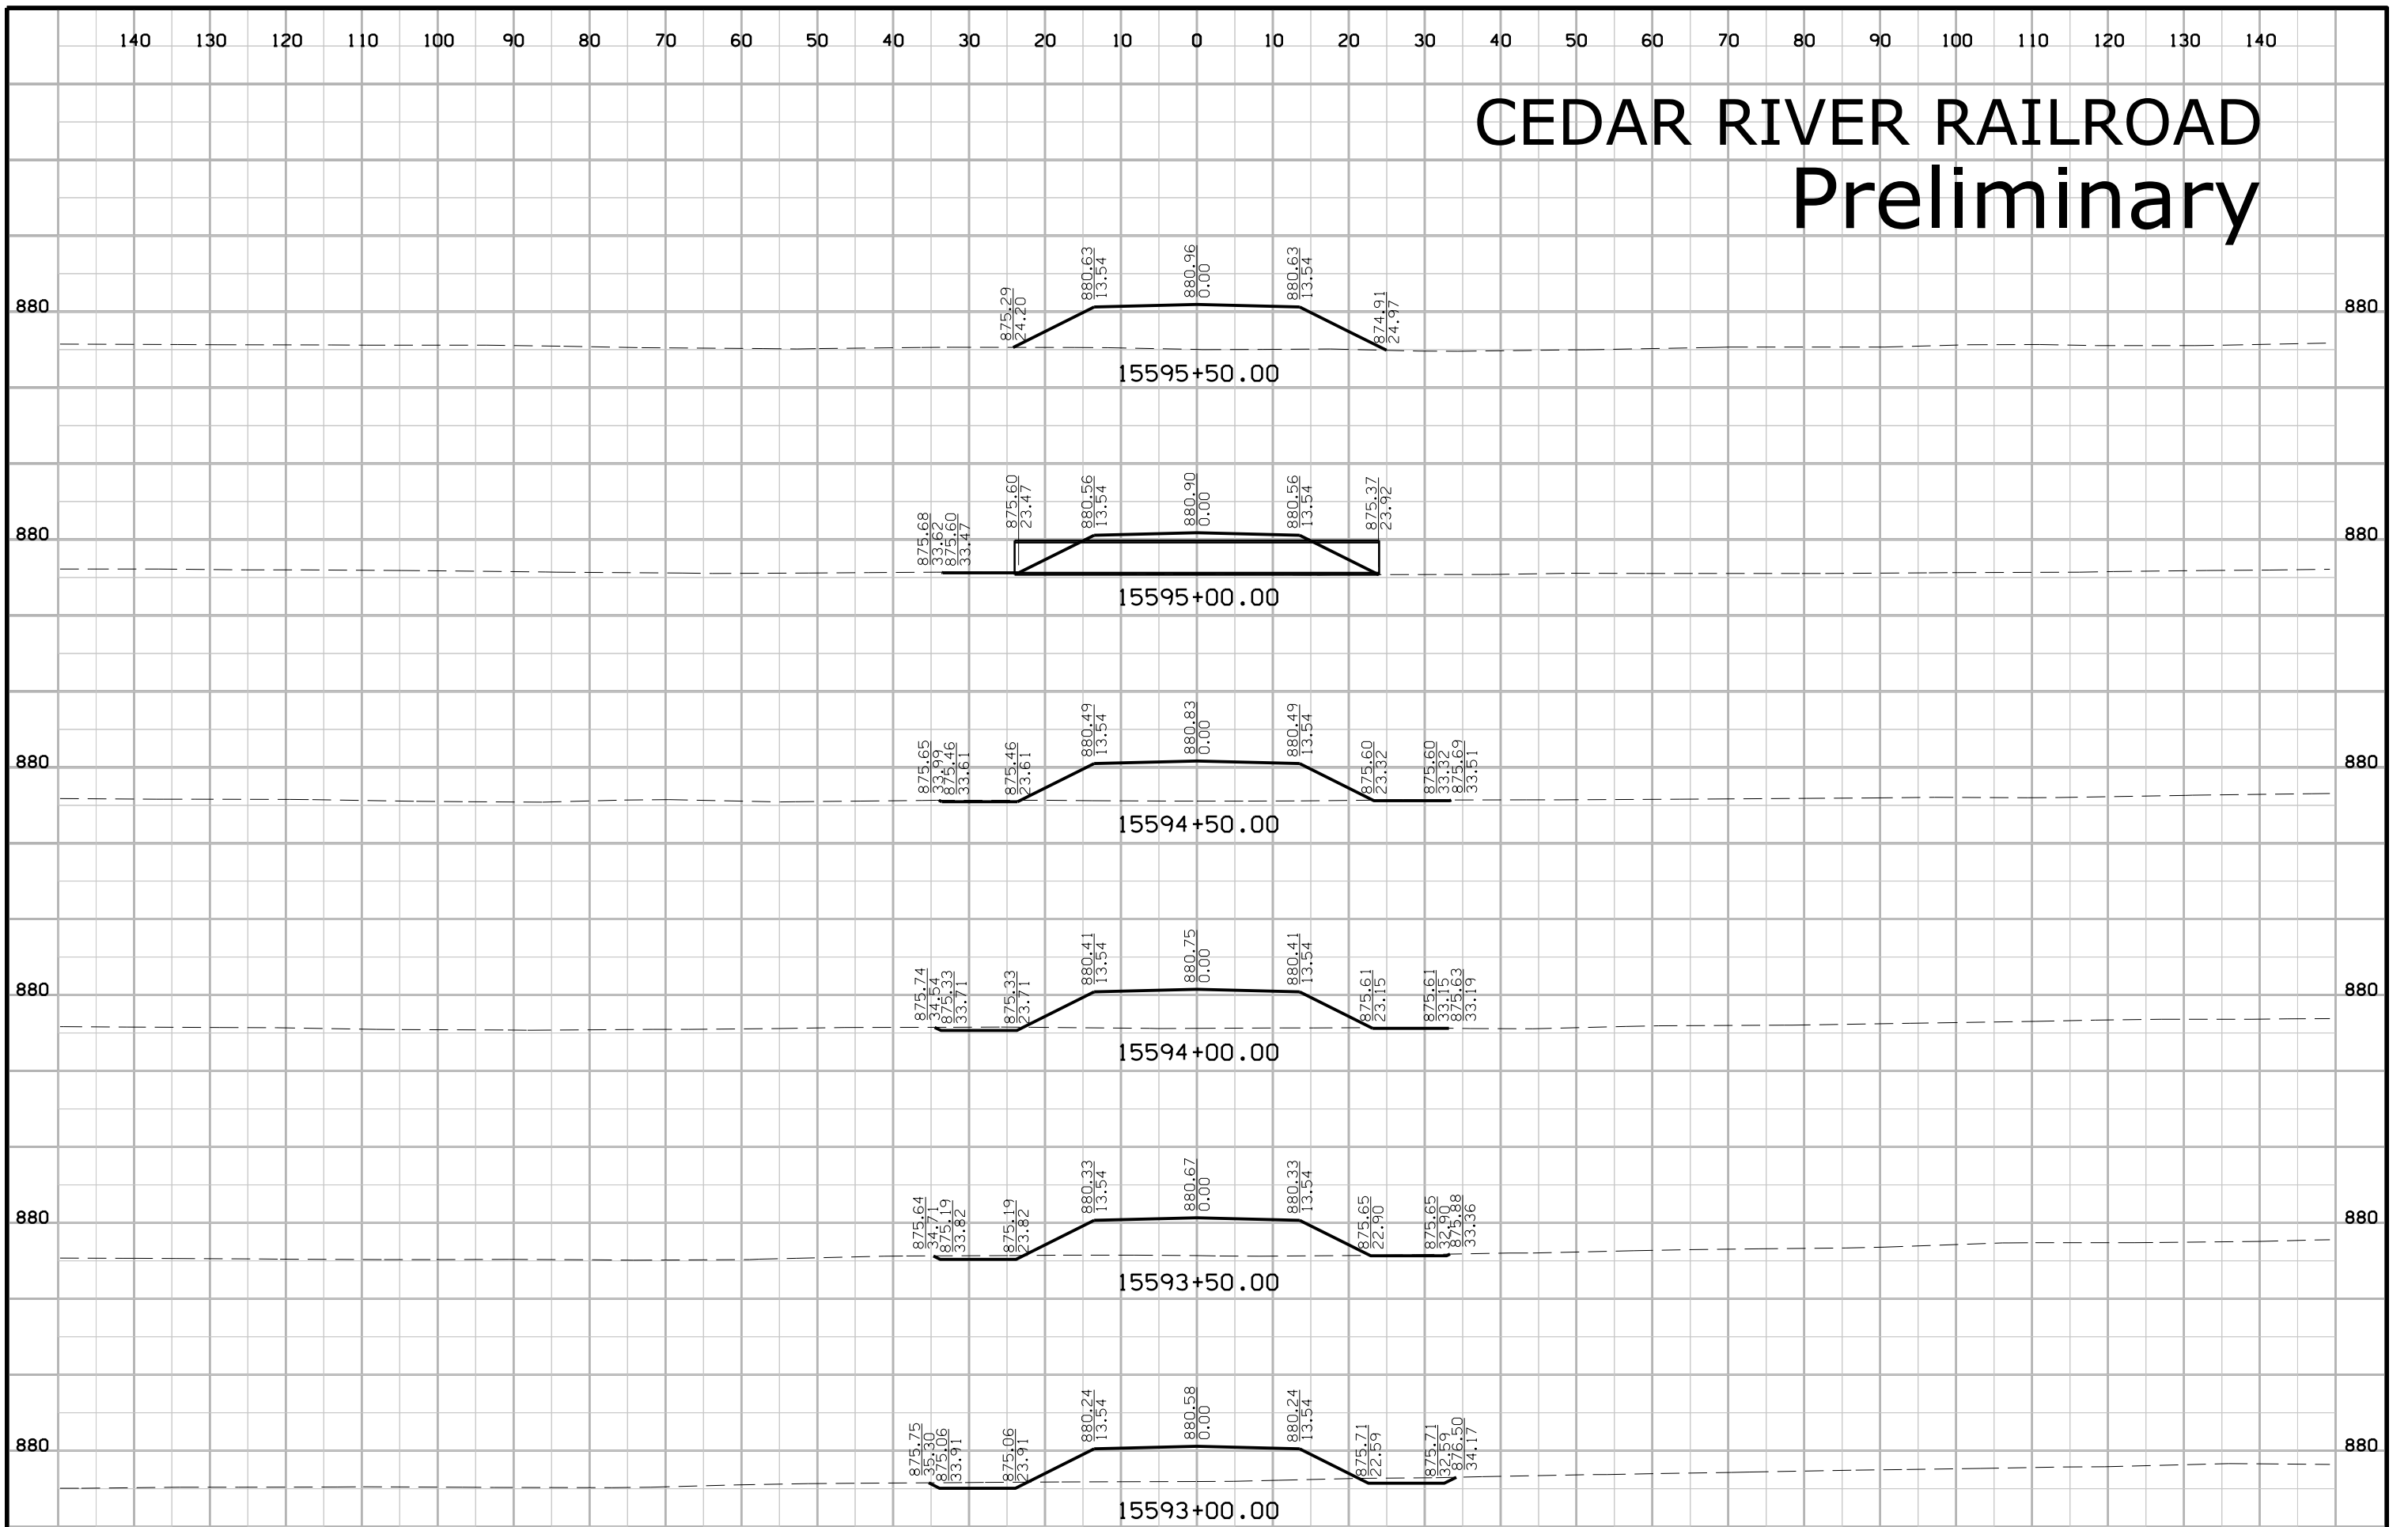 140 130 120 110 100 90 80 70 60 50 40 30 20 10 0 10 20 30 40 50 60 70 80 90 100 110 120 130 140
CEDAR RIVER RAILROAD
Preliminary
875.29 880.63 880.96 880.63 874.91
24.20 13.54 0.00 13.54 24.97
880 880
15595+50.00
875.68 875.60 875.60 880.56 880.90 880.56 875.37
33.62 33.47 23.47 13.54 0.00 13.54 23.92
880 880
15595+00.00
875.65 875.46 875.46 880.49 880.83 880.49 875.60 875.60 875.69
33.99 33.61 23.61 13.54 0.00 13.54 23.32 33.32 33.51
880 880
15594+50.00
875.74 875.33 875.33 880.41 880.75 880.41 875.61 875.61 875.63
34.54 33.71 23.71 13.54 0.00 13.54 23.15 33.15 33.19
880 880
15594+00.00
875.64 875.19 875.19 880.33 880.67 880.33 875.65 875.65 875.88
34.71 33.82 23.82 13.54 0.00 13.54 22.90 32.90 33.36
880 880
15593+50.00
875.75 875.06 875.06 880.24 880.58 880.24 875.71 875.71 876.50
35.30 33.91 23.91 13.54 0.00 13.54 22.59 32.59 34.17
880 880
15593+00.00